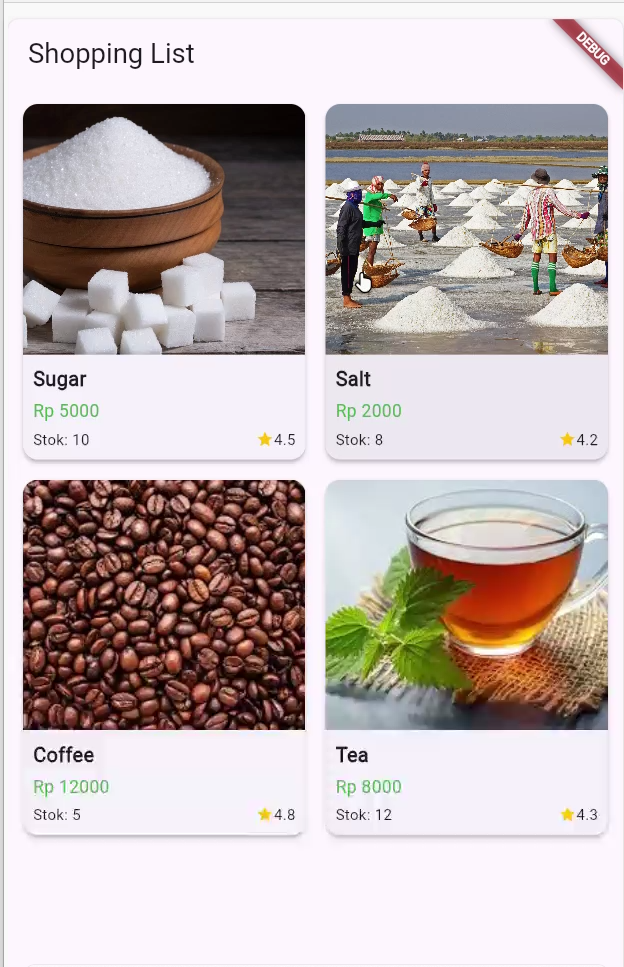 Shopping List
DEBUG
Sugar
Rp 5000
Stok: 10
4.5
Salt
Rp 2000
Stok: 8
4.2
Coffee
Rp 12000
Stok: 5
4.8
Tea
Rp 8000
Stok: 12
4.3